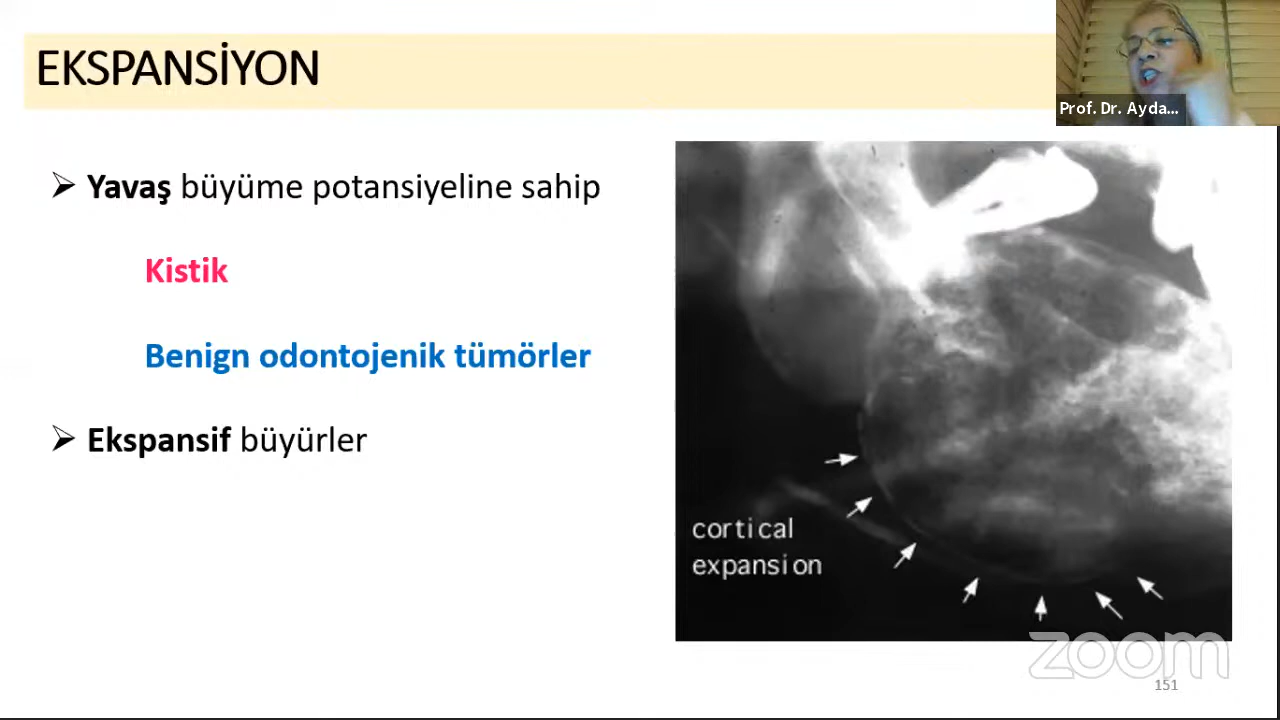 EKSPANSİYON
Prof. Dr. Ayda...
➢ Yavaş büyüme potansiyeline sahip
Kistik
Benign odontojenik tümörler
➢ Ekspansif büyürler
cortical
expansion
zoom
151